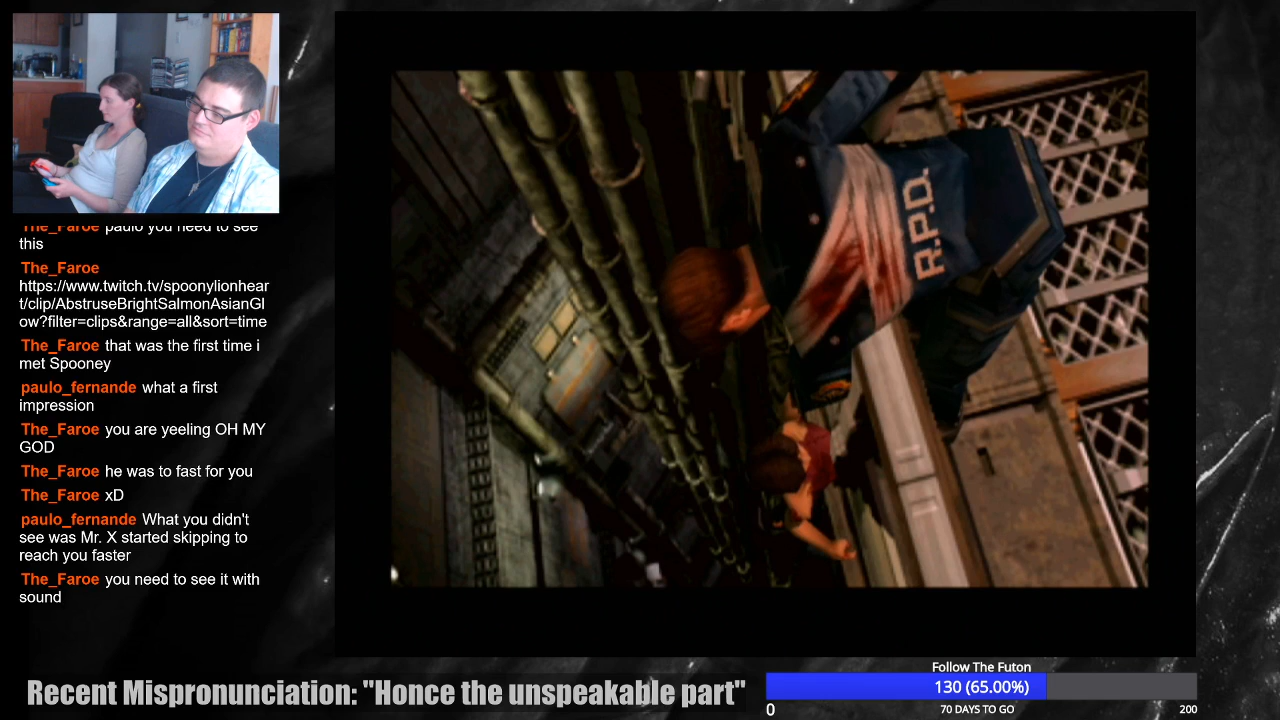 The_Faroe paulo you need to see
this
The_Faroe
https://www.twitch.tv/spoonylionhear
t/clip/AbstruseBrightSalmonAsianGl
ow?filter=clips&range=all&sort=time
The_Faroe that was the first time i
met Spooney
paulo_fernande what a first
impression
The_Faroe you are yeeling OH MY
GOD
The_Faroe he was to fast for you
The_Faroe xD
paulo_fernande What you didn't
see was Mr. X started skipping to
reach you faster
The_Faroe you need to see it with
sound
R.P.D.
Recent Mispronunciation: "Honce the unspeakable part"
Follow The Futon
130 (65.00%)
0
70 DAYS TO GO
200